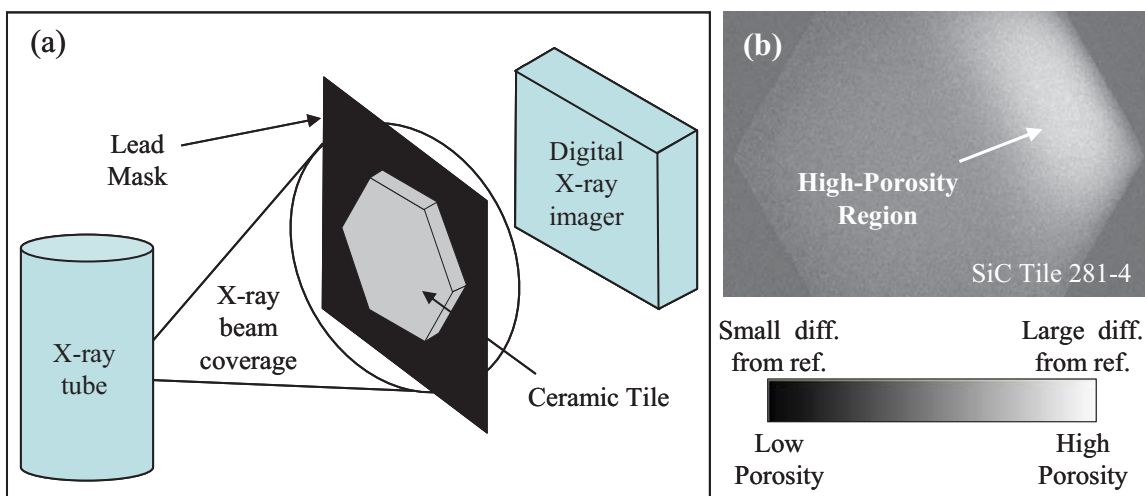 (a)
Lead
Mask
Digital
X-ray
imager
X-ray
beam
coverage
X-ray
tube
Ceramic Tile
(b)
High-Porosity
Region
SiC Tile 281-4
Small diff.
from ref.
Large diff.
from ref.
Low
Porosity
High
Porosity